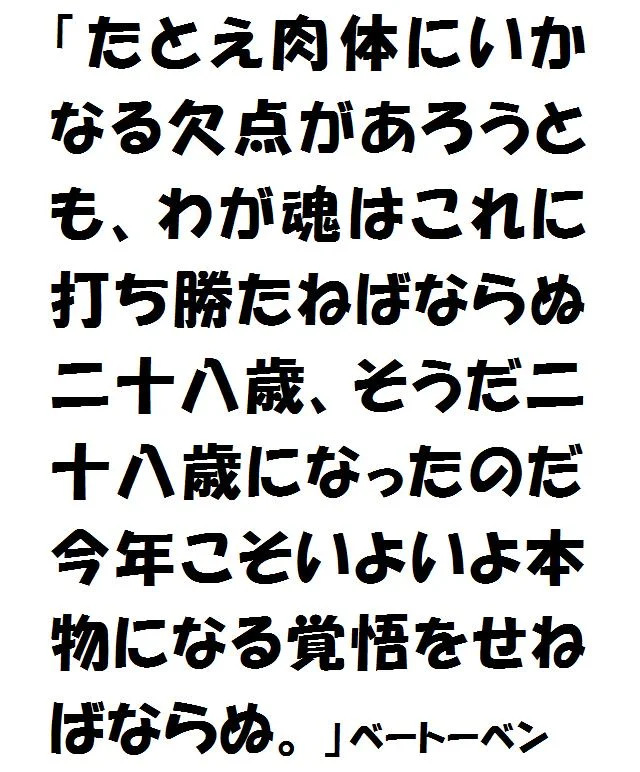 「たとえ肉体にいか
なる欠点があろうと
も、わが魂はこれに
打ち勝たねばならぬ
二十八歳、そうだ二
十八歳になったのだ
今年こそいよいよ本
物になる覚悟をせね
ばならぬ。」ベートーベン